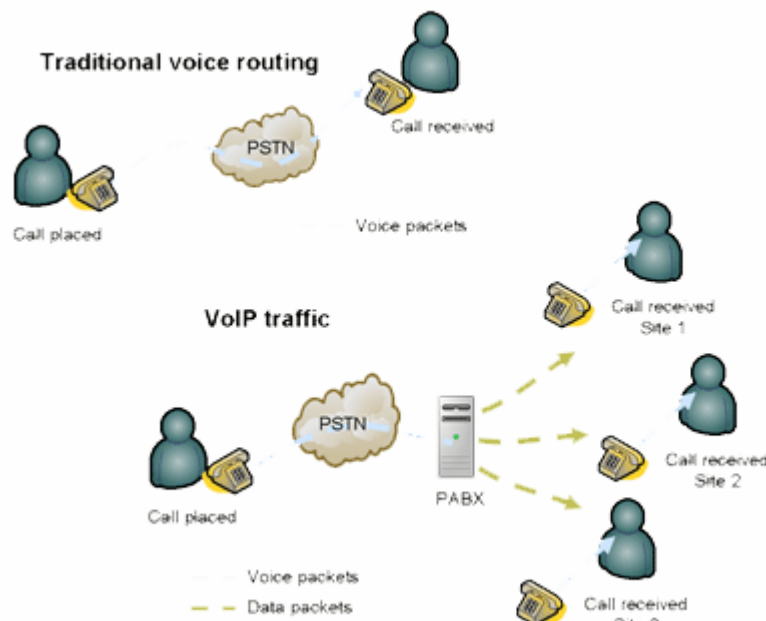 Traditional voice routing
PSTN
Call received
Call placed
Voice packets
VoIP traffic
Call received
Site 1
PSTN
Call received
Site 2
PABX
Call placed
Voice packets
Data packets
Call received